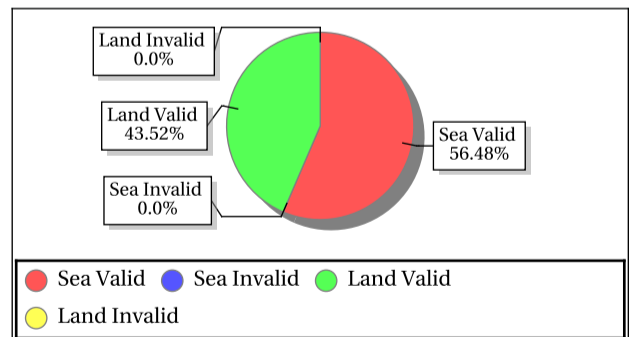 Land Invalid
0.0%
Land Valid
43.52%
Sea Valid
56.48%
Sea Invalid
0.0%
Sea Valid Sea Invalid Land Valid
Land Invalid